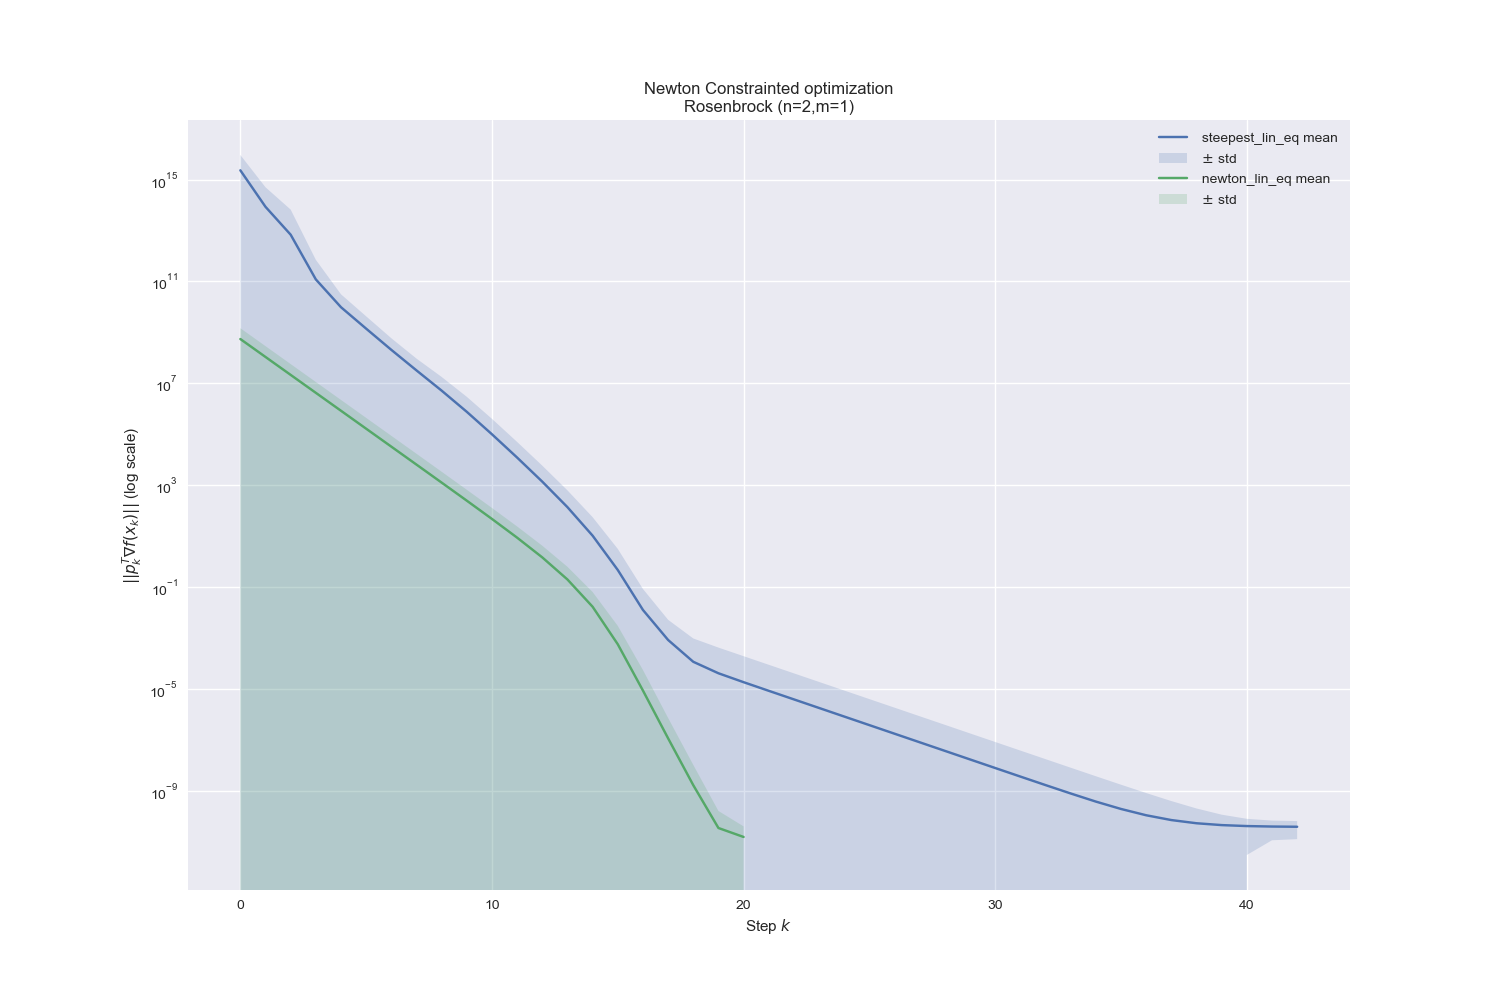 Newton Constrainted optimization
Rosenbrock (n=2,m=1)
steepest_lin_eq mean
± std
newton_lin_eq mean
± std
10^15
10^11
10^7
10^3
10^−1
10^−5
10^−9
||p_k^T∇f(x_k)|| (log scale)
0 10 20 30 40
Step k